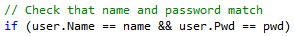 // Check that name and password match
if (user.Name == name && user.Pwd == pwd)